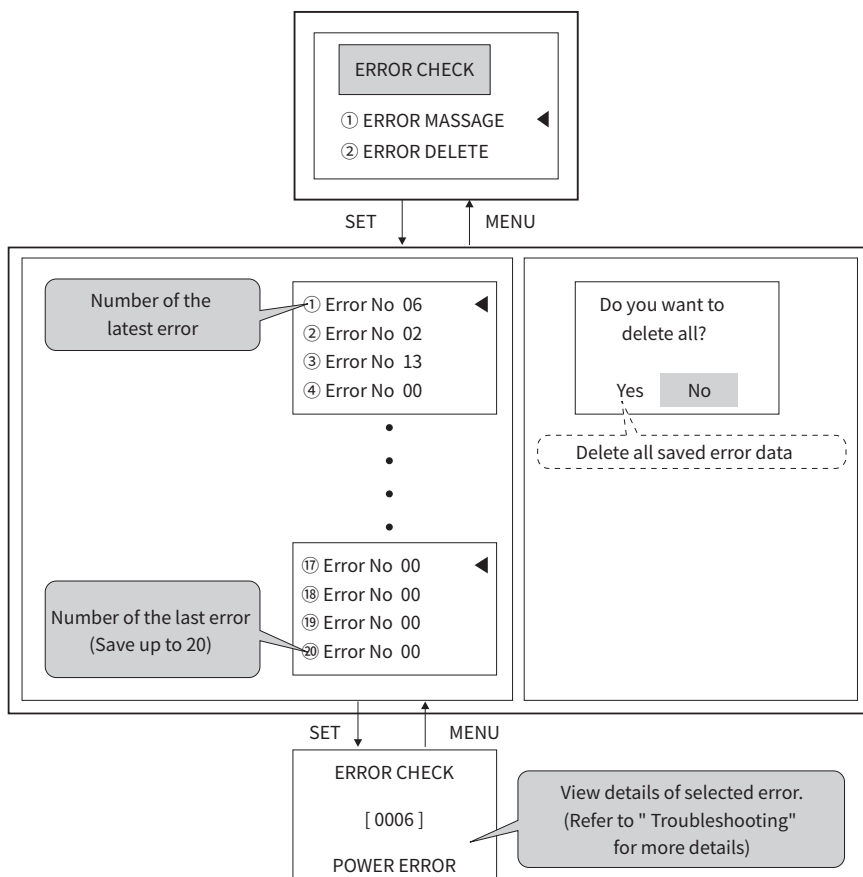 ERROR CHECK
① ERROR MASSAGE ◀
② ERROR DELETE
SET
MENU
Number of the
latest error
① Error No 06 ◀
② Error No 02
③ Error No 13
④ Error No 00
Do you want to
delete all?
Yes No
Delete all saved error data
⑰ Error No 00 ◀
⑱ Error No 00
⑲ Error No 00
⑳ Error No 00
Number of the last error
(Save up to 20)
SET
MENU
ERROR CHECK
[ 0006 ]
POWER ERROR
View details of selected error.
(Refer to " Troubleshooting"
for more details)